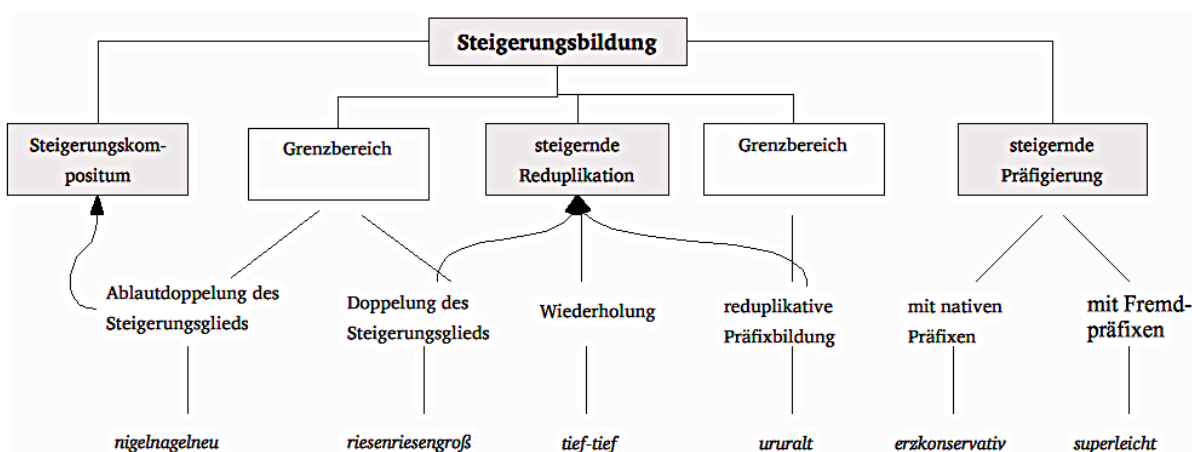 Steigerungsbildung
Steigerungskom-
positum
Grenzbereich
steigernde
Reduplikation
Grenzbereich
steigernde
Präfigierung
Ablautdoppelung des
Steigerungsglieds
Doppelung des
Steigerungsglieds
Wiederholung
reduplikative
Präfixbildung
mit nativen
Präfixen
mit Fremd-
präfixen
nigelnagelneu
riesenriesengroß
tief-tief
ururalt
erzkonservativ
superleicht